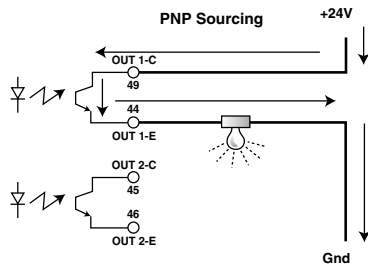 PNP Sourcing
+24V
OUT 1-C
49
44
OUT 1-E
OUT 2-C
45
46
OUT 2-E
Gnd